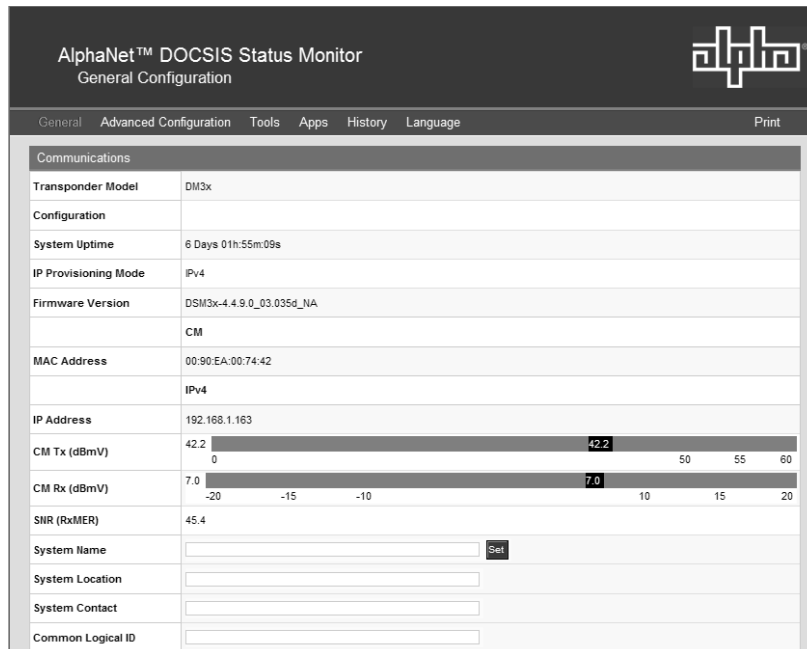 AlphaNet™ DOCSIS Status Monitor
General Configuration
alpha®
General Advanced Configuration Tools Apps History Language Print
Communications
Transponder Model DM3x
Configuration
System Uptime 6 Days 01h:55m:09s
IP Provisioning Mode IPv4
Firmware Version DSM3x-4.4.9.0_03.035d_NA
CM
MAC Address 00:90:EA:00:74:42
IPv4
IP Address 192.168.1.163
CM Tx (dBmV) 42.2 42.2
0 50 55 60
CM Rx (dBmV) 7.0 7.0
-20 -15 -10 10 15 20
SNR (RxMER) 45.4
System Name Set
System Location
System Contact
Common Logical ID